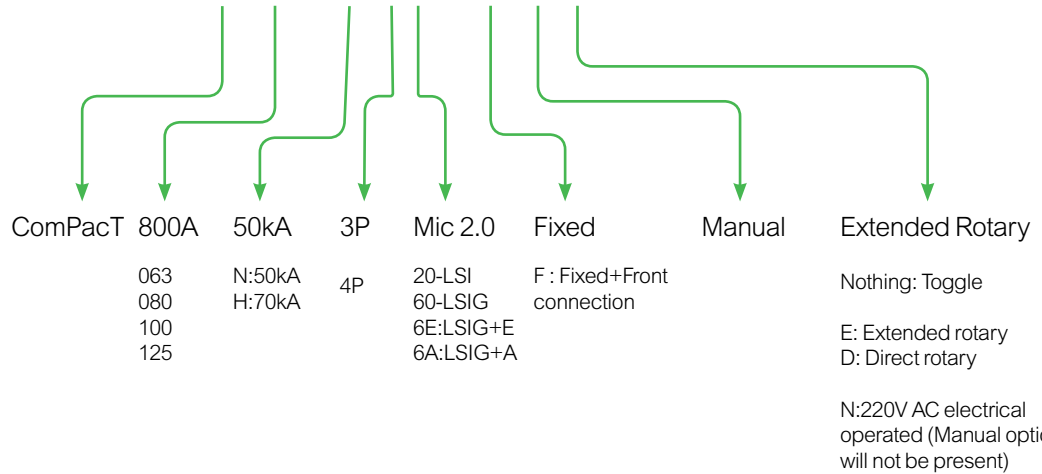 ComPacT 800A 50kA 3P Mic 2.0 Fixed Manual Extended Rotary
063
080
100
125
N:50kA
H:70kA
4P
20-LSI
60-LSIG
6E:LSIG+E
6A:LSIG+A
F : Fixed+Front
connection
Nothing: Toggle
E: Extended rotary
D: Direct rotary
N:220V AC electrical
operated (Manual optic
will not be present)